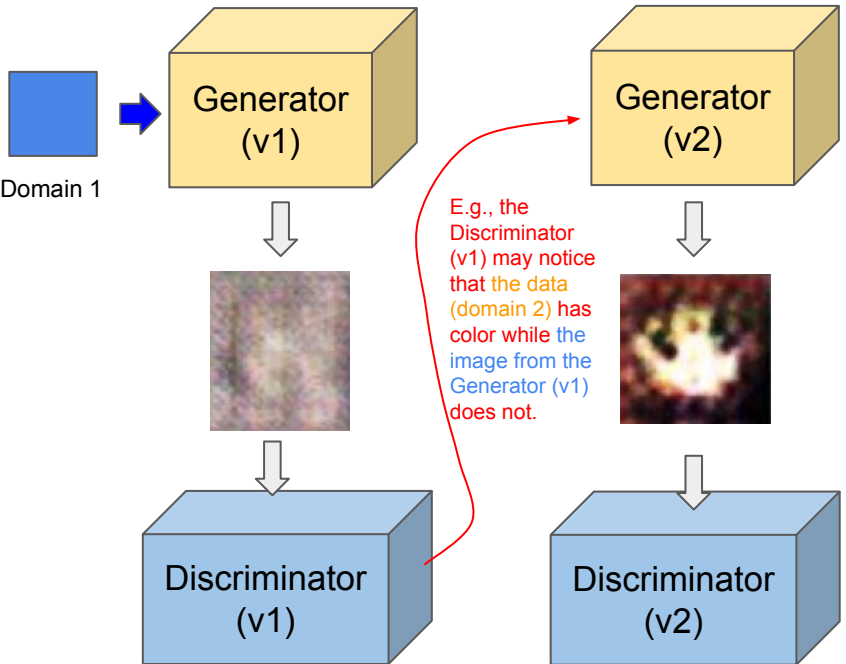 Generator
(v1)
Domain 1
Generator
(v2)
E.g., the
Discriminator
(v1) may notice
that the data
(domain 2) has
color while the
image from the
Generator (v1)
does not.
Discriminator
(v1)
Discriminator
(v2)